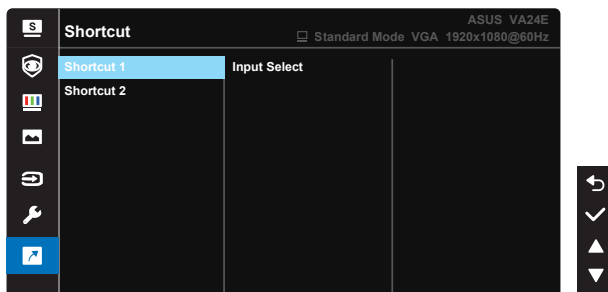 S
Shortcut
ASUS VA24E
Standard Mode VGA 1920x1080@60Hz
Shortcut 1
Input Select
Shortcut 2